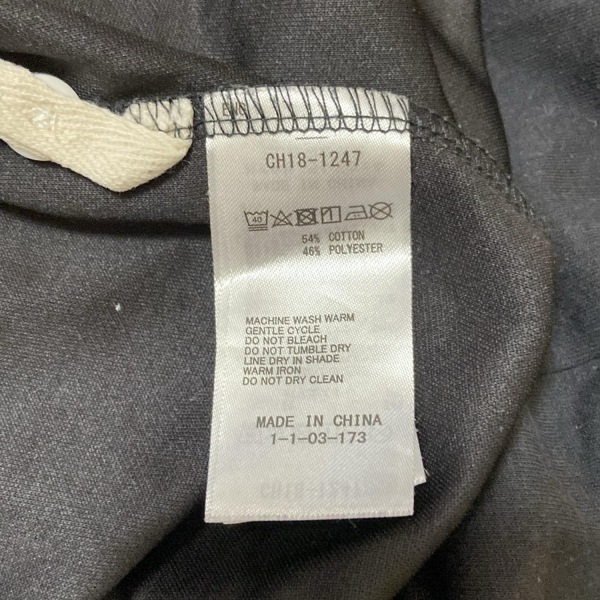 CH18-1247
40
54% COTTON
46% POLYESTER
MACHINE WASH WARM
GENTLE CYCLE
DO NOT BLEACH
DO NOT TUMBLE DRY
LINE DRY IN SHADE
WARM IRON
DO NOT DRY CLEAN
MADE IN CHINA
1-1-03-173